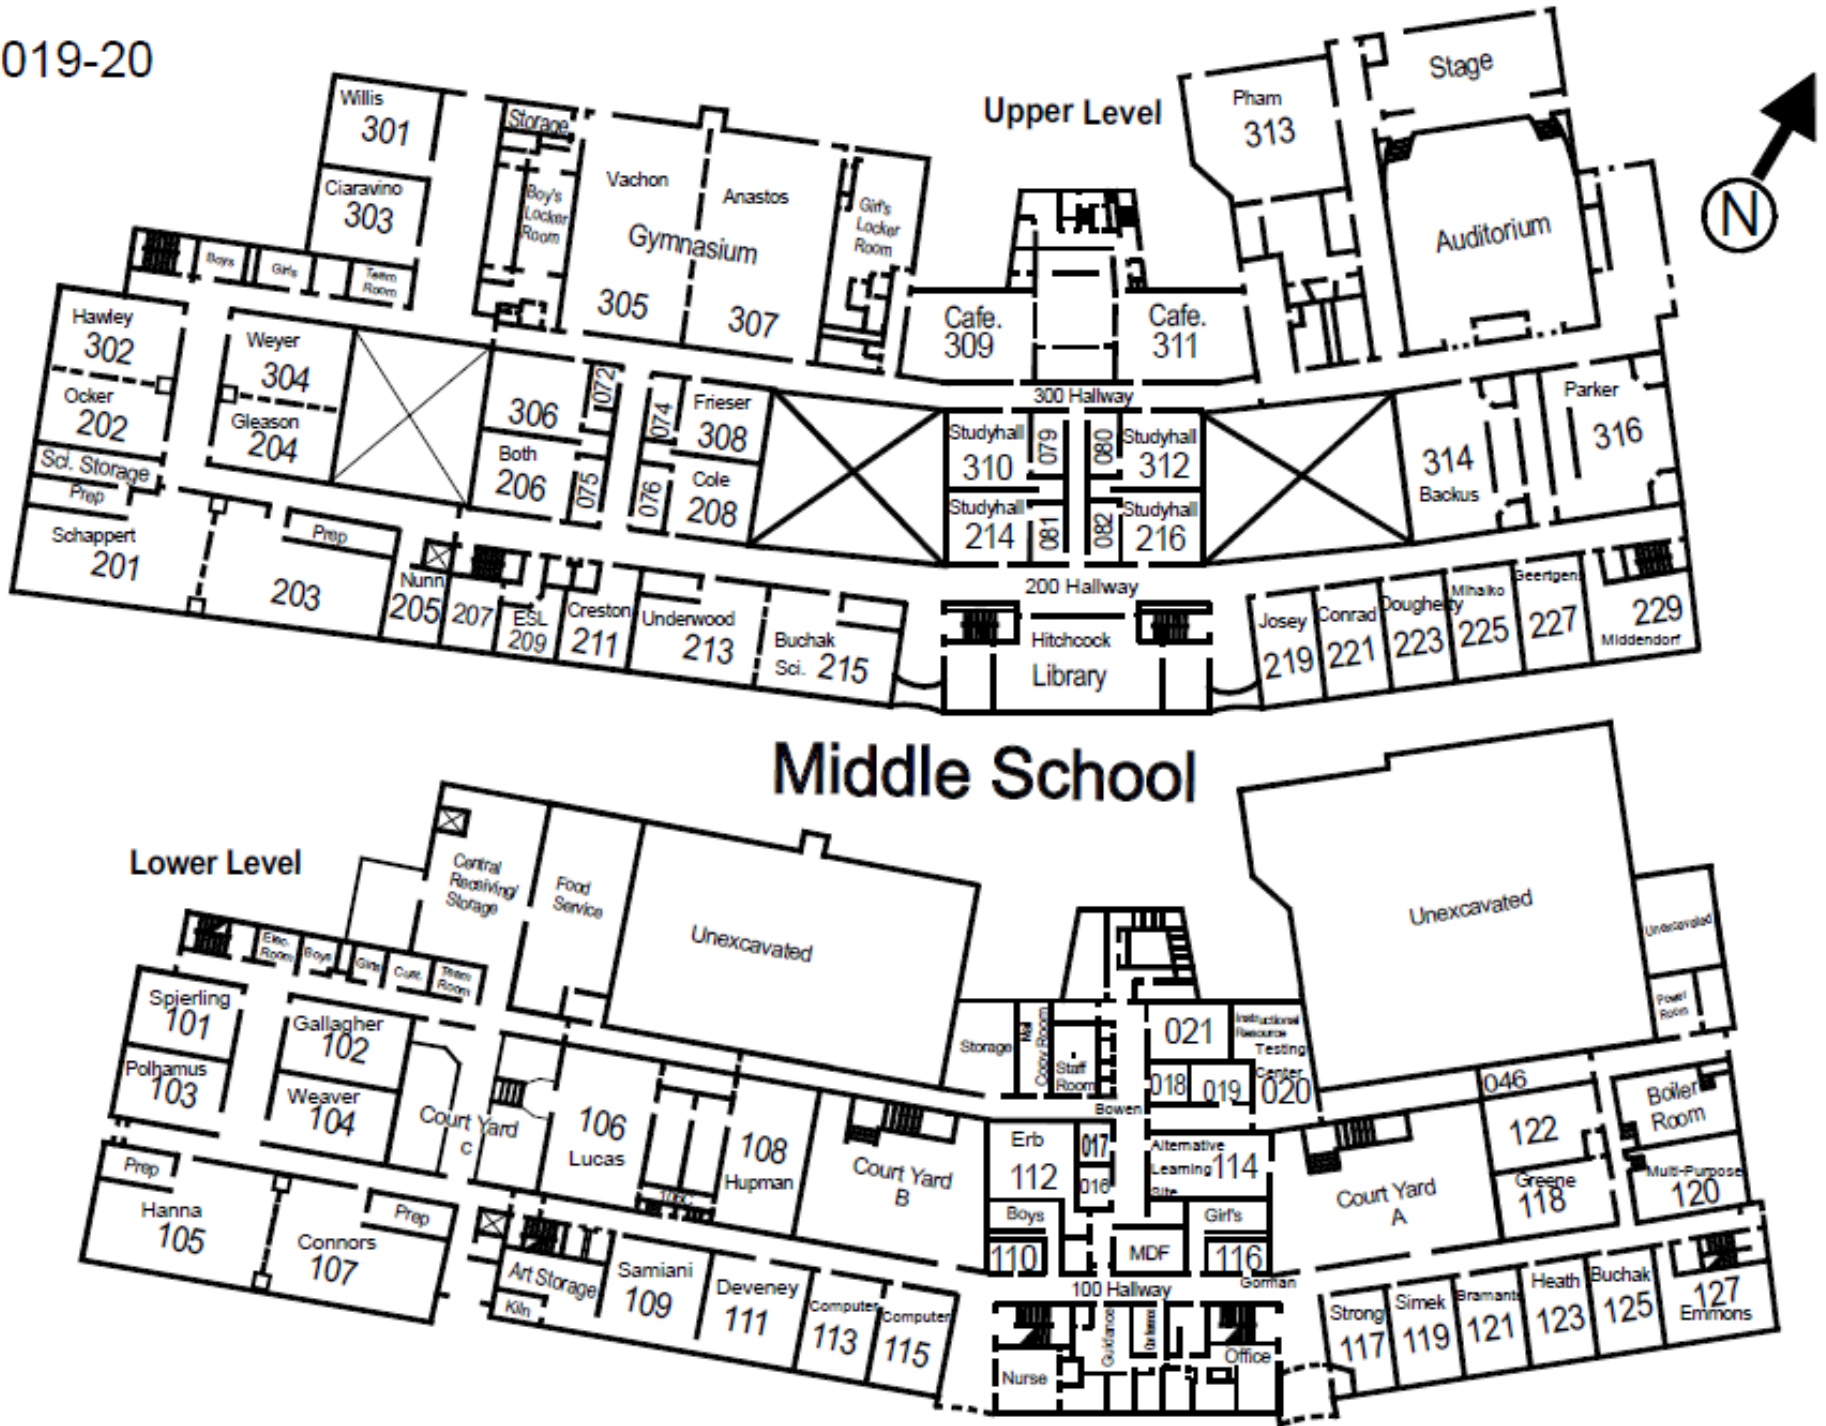 019-20
Upper Level
N
Willis
301
Ciaravino
303
Storage
Boy's
Locker
Room
Vachon
Anastos
Gymnasium
305
307
Girl's
Locker
Room
Boys
Girls
Team
Room
Cafe.
309
Cafe.
311
Pham
313
Stage
Auditorium
Hawley
302
Ocker
202
Weyer
304
Gleason
204
306
072
Both
206
075
074
Frieser
308
076
Cole
208
300 Hallway
Studyhall
310
079
080
Studyhall
312
Studyhall
214
081
082
Studyhall
216
314
Backus
Parker
316
Sci. Storage
Prep
Schappert
201
Prep
203
Nunn
205
207
ESL
209
Creston
211
Underwood
213
Buchak
Sci. 215
200 Hallway
Hitchcock
Library
Josey
219
Conrad
221
Dougherty
223
Mihalko
225
Geertgens
227
229
Middendorf
Middle School
Lower Level
Central
Receiving/
Storage
Food
Service
Unexcavated
Unexcavated
Unexcavated
Powel
Room
Elec.
Room
Boys
Girls
Cust.
Team
Room
Spierling
101
Polhamus
103
Gallagher
102
Weaver
104
Court Yard
C
106
Lucas
106C
108
Hupman
Court Yard
B
Storage
Mail
Copy Room
Staff
Room
Bowen
021
018
019
Instructional
Resource
Testing
Center
020
046
Erb
112
017
016
Alternative
Learning
Site
114
Boys
110
MDF
Girl's
116
Gorman
100 Hallway
Court Yard
A
122
Greene
118
Boiler
Room
Multi-Purpose
120
Prep
Hanna
105
Prep
Connors
107
Art Storage
Kiln
Samiani
109
Deveney
111
Computer
113
Computer
115
Nurse
Guidance
Conference
Office
Strong
117
Simek
119
Bramante
121
Heath
123
Buchak
125
127
Emmons